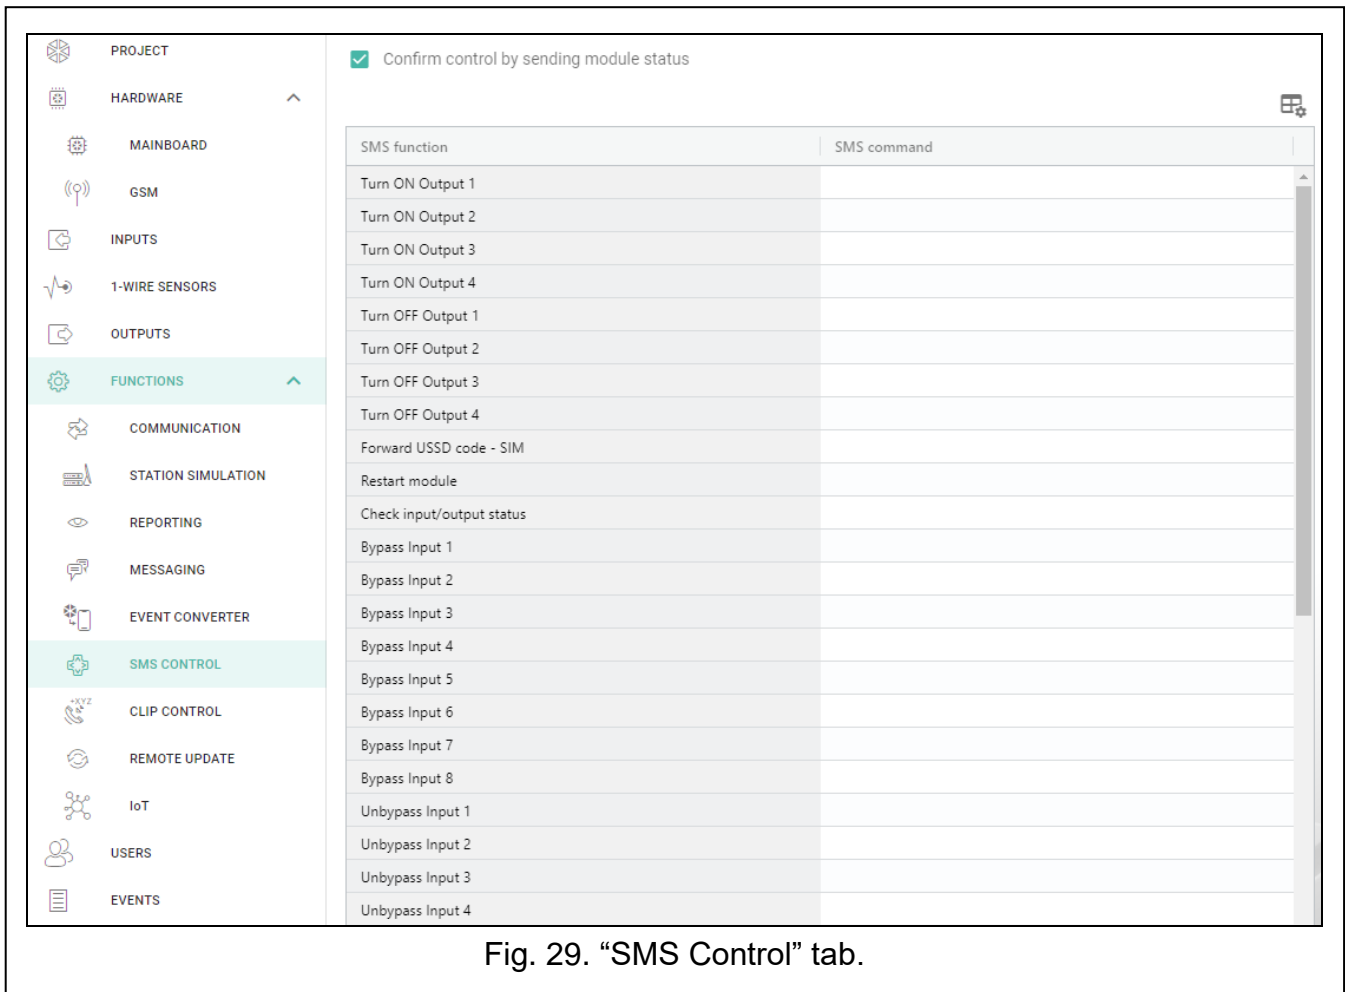 PROJECT
HARDWARE
MAINBOARD
GSM
INPUTS
1-WIRE SENSORS
OUTPUTS
FUNCTIONS
COMMUNICATION
STATION SIMULATION
REPORTING
MESSAGING
EVENT CONVERTER
SMS CONTROL
+XYZ
CLIP CONTROL
REMOTE UPDATE
IoT
USERS
EVENTS
Confirm control by sending module status
SMS function SMS command
Turn ON Output 1
Turn ON Output 2
Turn ON Output 3
Turn ON Output 4
Turn OFF Output 1
Turn OFF Output 2
Turn OFF Output 3
Turn OFF Output 4
Forward USSD code - SIM
Restart module
Check input/output status
Bypass Input 1
Bypass Input 2
Bypass Input 3
Bypass Input 4
Bypass Input 5
Bypass Input 6
Bypass Input 7
Bypass Input 8
Unbypass Input 1
Unbypass Input 2
Unbypass Input 3
Unbypass Input 4
Fig. 29. “SMS Control” tab.